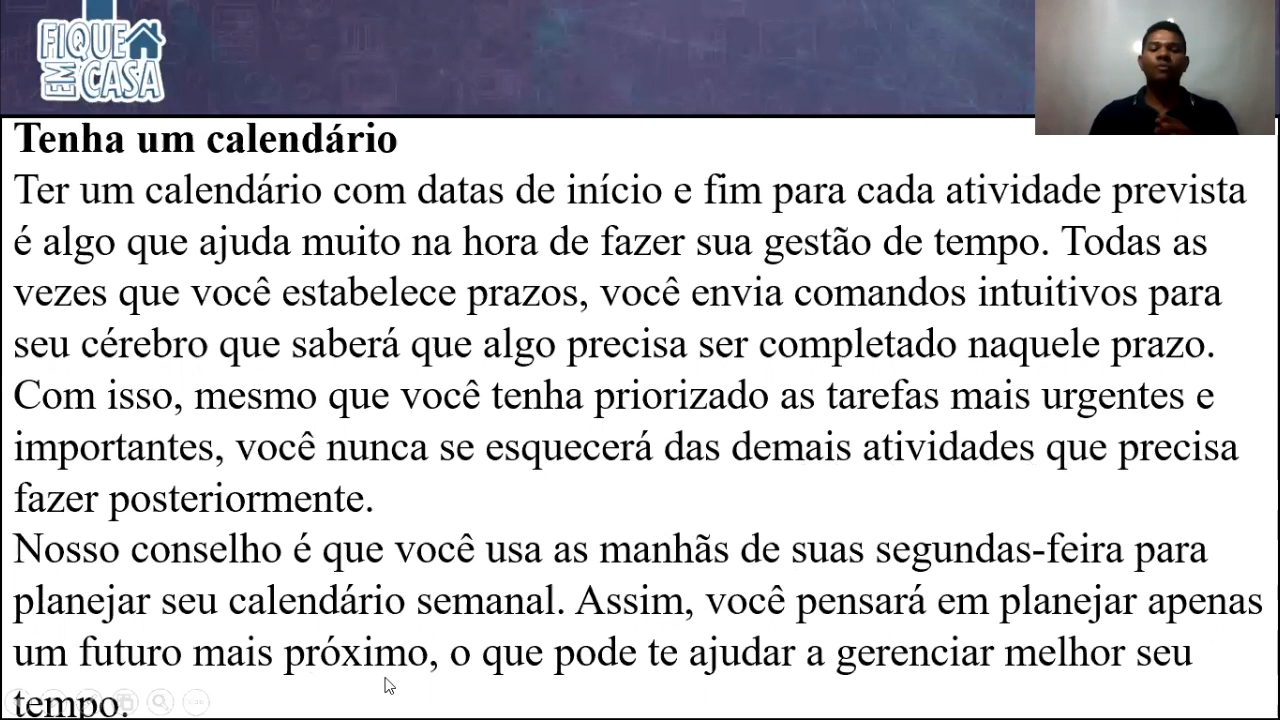 FIQUE
EM CASA
Tenha um calendário
Ter um calendário com datas de início e fim para cada atividade prevista
é algo que ajuda muito na hora de fazer sua gestão de tempo. Todas as
vezes que você estabelece prazos, você envia comandos intuitivos para
seu cérebro que saberá que algo precisa ser completado naquele prazo.
Com isso, mesmo que você tenha priorizado as tarefas mais urgentes e
importantes, você nunca se esquecerá das demais atividades que precisa
fazer posteriormente.
Nosso conselho é que você usa as manhãs de suas segundas-feira para
planejar seu calendário semanal. Assim, você pensará em planejar apenas
um futuro mais próximo, o que pode te ajudar a gerenciar melhor seu
tempo.